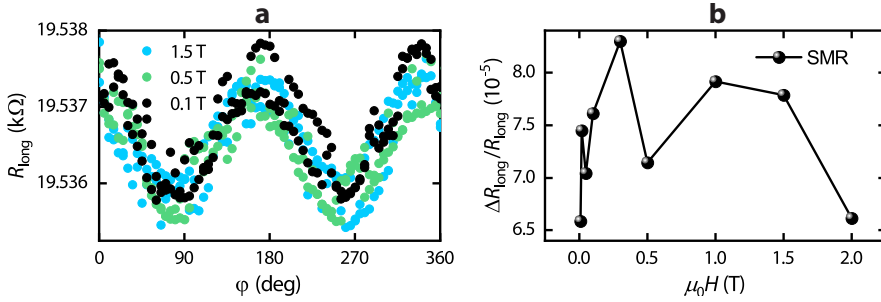 a
19.538
19.537
19.536
R_long (kΩ)
1.5 T
0.5 T
0.1 T
0
90
180
270
360
φ (deg)
b
8.0
7.5
7.0
6.5
ΔR_long/R_long (10⁻⁵)
SMR
0.0
0.5
1.0
1.5
2.0
μ₀H (T)